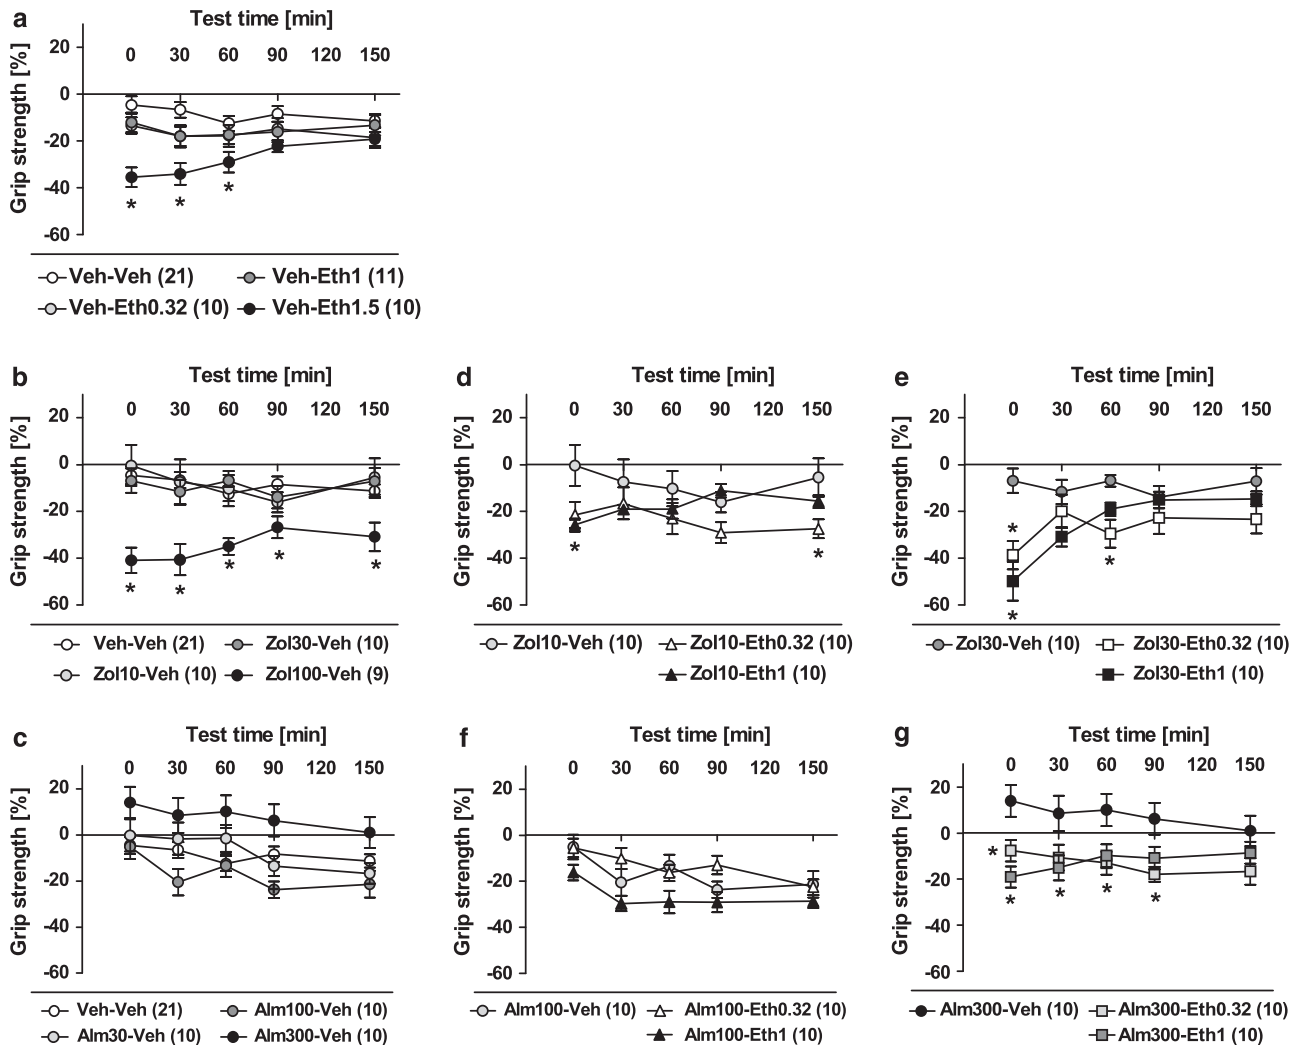 a
Test time [min]
0 30 60 90 120 150
Grip strength [%]
20
0
-20
-40
-60
* * *
Veh-Veh (21) Veh-Eth1 (11)
Veh-Eth0.32 (10) Veh-Eth1.5 (10)
b
Test time [min]
0 30 60 90 120 150
Grip strength [%]
20
0
-20
-40
-60
* * * * *
Veh-Veh (21) Zol30-Veh (10)
Zol10-Veh (10) Zol100-Veh (9)
d
Test time [min]
0 30 60 90 120 150
Grip strength [%]
20
0
-20
-40
-60
* *
Zol10-Veh (10) Zol10-Eth0.32 (10)
Zol10-Eth1 (10)
e
Test time [min]
0 30 60 90 120 150
Grip strength [%]
20
0
-20
-40
-60
*
*
*
Zol30-Veh (10) Zol30-Eth0.32 (10)
Zol30-Eth1 (10)
c
Test time [min]
0 30 60 90 120 150
Grip strength [%]
20
0
-20
-40
-60
Veh-Veh (21) Alm100-Veh (10)
Alm30-Veh (10) Alm300-Veh (10)
f
Test time [min]
0 30 60 90 120 150
Grip strength [%]
20
0
-20
-40
-60
Alm100-Veh (10) Alm100-Eth0.32 (10)
Alm100-Eth1 (10)
g
Test time [min]
0 30 60 90 120 150
Grip strength [%]
20
0
-20
-40
-60
*
* * * *
Alm300-Veh (10) Alm300-Eth0.32 (10)
Alm300-Eth1 (10)